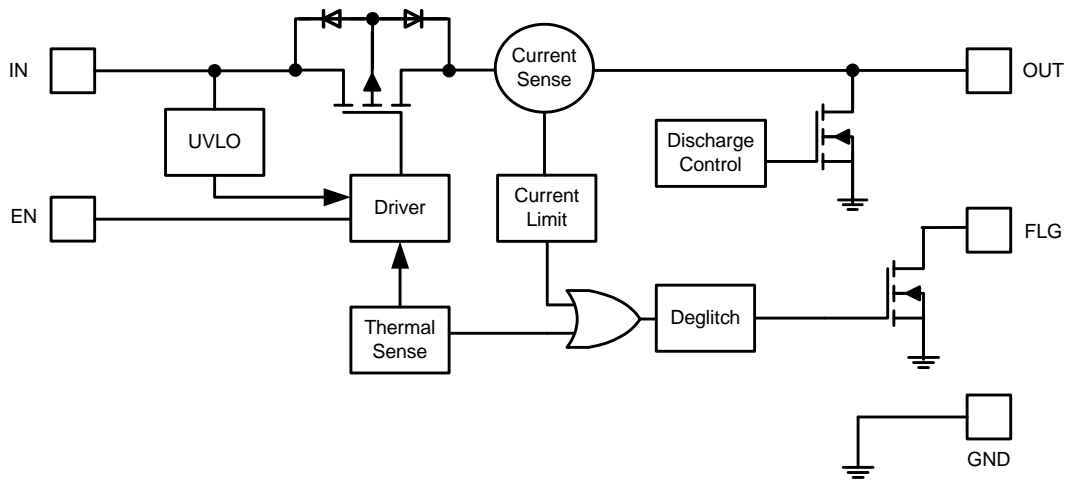 IN
Current
Sense
OUT
UVLO
Discharge
Control
EN
Driver
Current
Limit
FLG
Thermal
Sense
Deglitch
GND